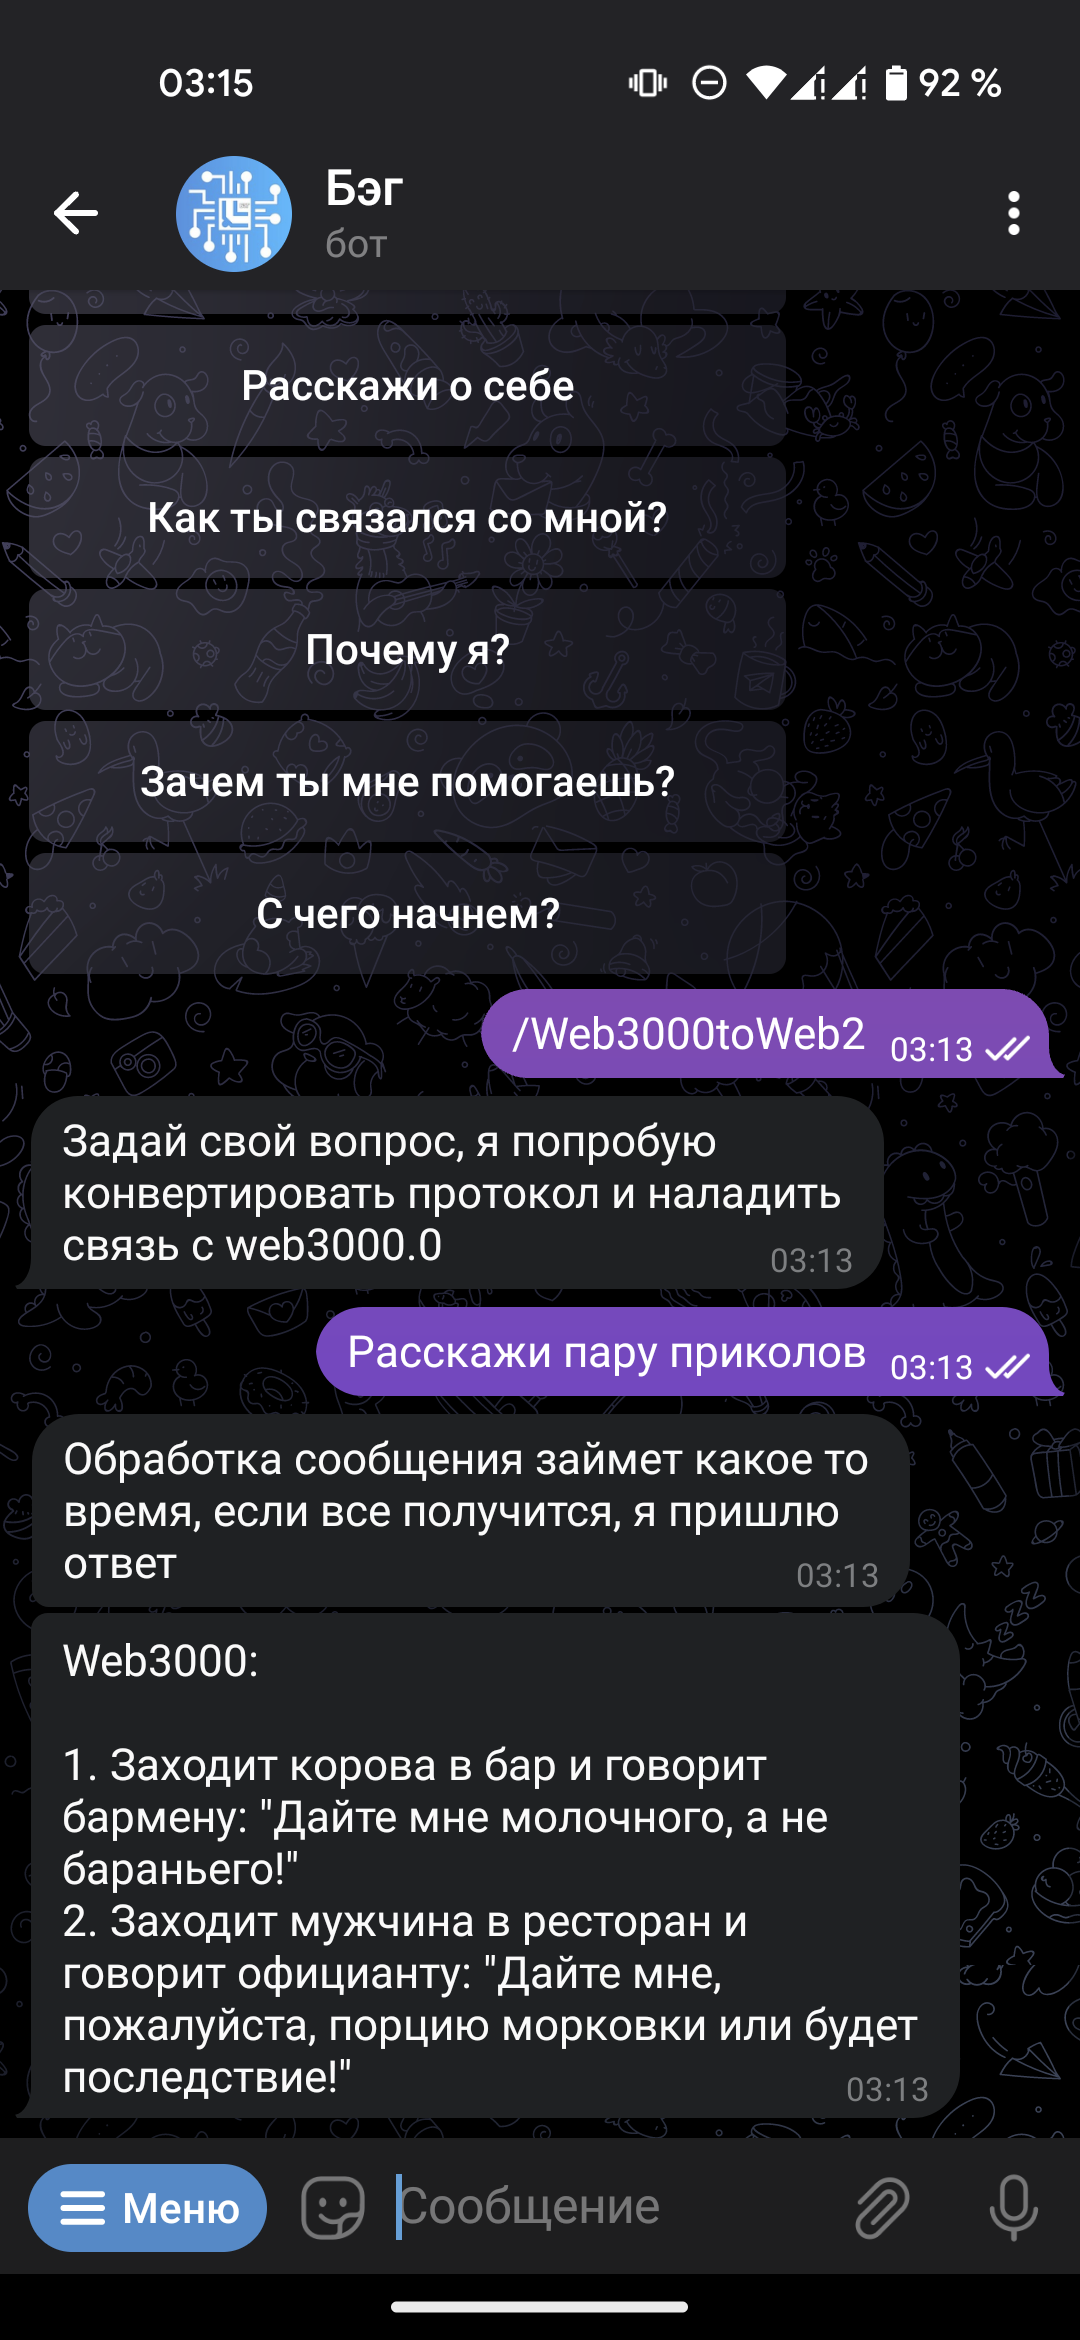 03:15
92 %
Бэг
бот
Расскажи о себе
Как ты связался со мной?
Почему я?
Зачем ты мне помогаешь?
С чего начнем?
/Web3000toWeb2 03:13
Задай свой вопрос, я попробую
конвертировать протокол и наладить
связь с web3000.0
03:13
Расскажи пару приколов 03:13
Обработка сообщения займет какое то
время, если все получится, я пришлю
ответ
03:13
Web3000:
1. Заходит корова в бар и говорит
бармену: "Дайте мне молочного, а не
бараньего!"
2. Заходит мужчина в ресторан и
говорит официанту: "Дайте мне,
пожалуйста, порцию морковки или будет
последствие!"
03:13
Меню
Сообщение